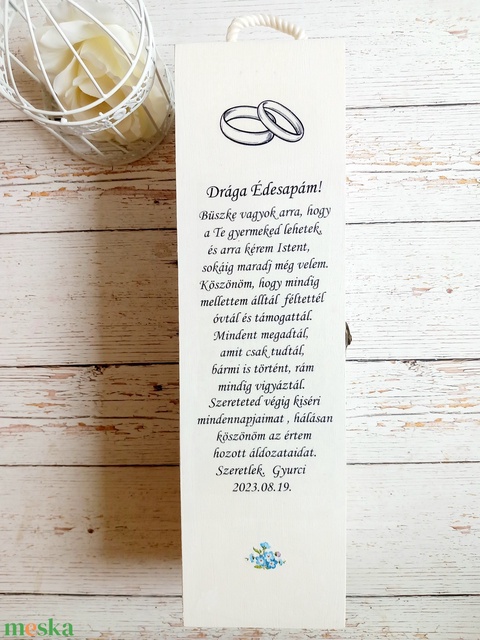 Drága Édesapám!
Büszke vagyok arra, hogy
a Te gyermeked lehetek,
és arra kérem Istent,
sokáig maradj még velem.
Köszönöm, hogy mindig
mellettem álltál féltettél
óvtál és támogattál.
Mindent megadtál,
amit csak tudtál,
bármi is történt, rám
mindig vigyáztál.
Szereteted végig kiséri
mindennapjaimat , hálásan
köszönöm az értem
hozott áldozataidat.
Szeretlek, Gyurci
2023.08.19.
meska